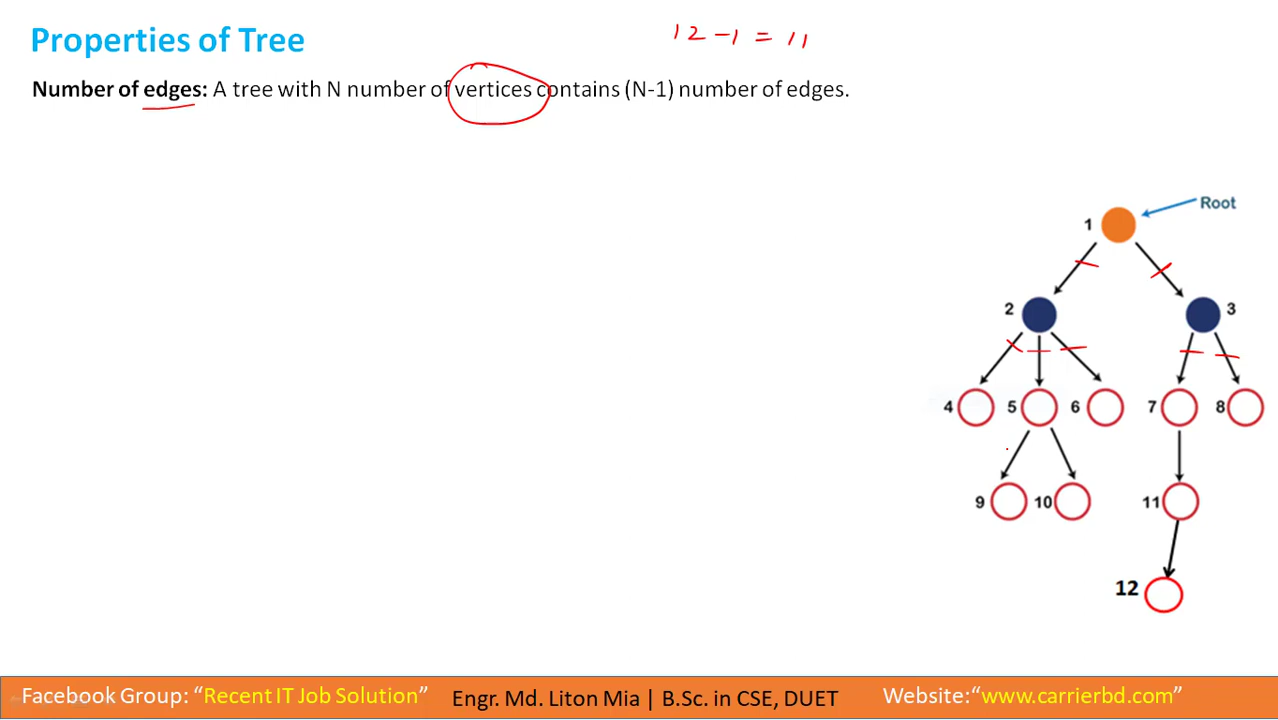 Properties of Tree
12 - 1 = 11
Number of edges: A tree with N number of vertices contains (N-1) number of edges.
Root
1
2
3
4
5
6
7
8
9
10
11
12
Facebook Group: “Recent IT Job Solution”
Engr. Md. Liton Mia | B.Sc. in CSE, DUET
Website:“www.carrierbd.com”